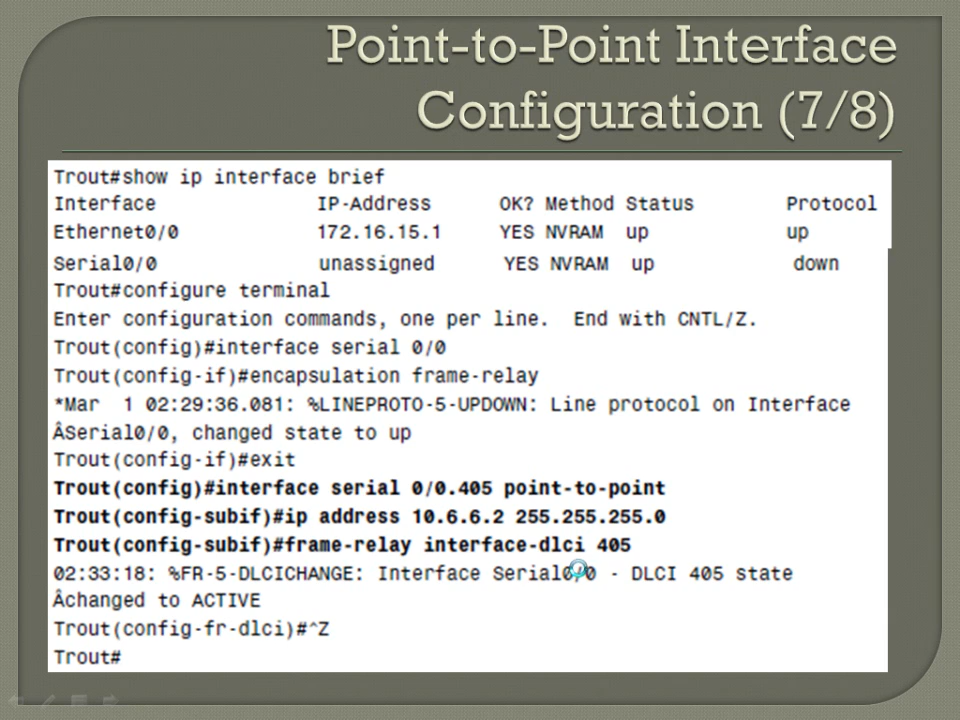 Point-to-Point Interface
Configuration (7/8)
Trout#show ip interface brief
Interface IP-Address OK? Method Status Protocol
Ethernet0/0 172.16.15.1 YES NVRAM up up
Serial0/0 unassigned YES NVRAM up down
Trout#configure terminal
Enter configuration commands, one per line. End with CNTL/Z.
Trout(config)#interface serial 0/0
Trout(config-if)#encapsulation frame-relay
*Mar 1 02:29:36.081: %LINEPROTO-5-UPDOWN: Line protocol on Interface
ÂSerial0/0, changed state to up
Trout(config-if)#exit
Trout(config)#interface serial 0/0.405 point-to-point
Trout(config-subif)#ip address 10.6.6.2 255.255.255.0
Trout(config-subif)#frame-relay interface-dlci 405
02:33:18: %FR-5-DLCICHANGE: Interface Serial0/0 - DLCI 405 state
Âchanged to ACTIVE
Trout(config-fr-dlci)#^Z
Trout#